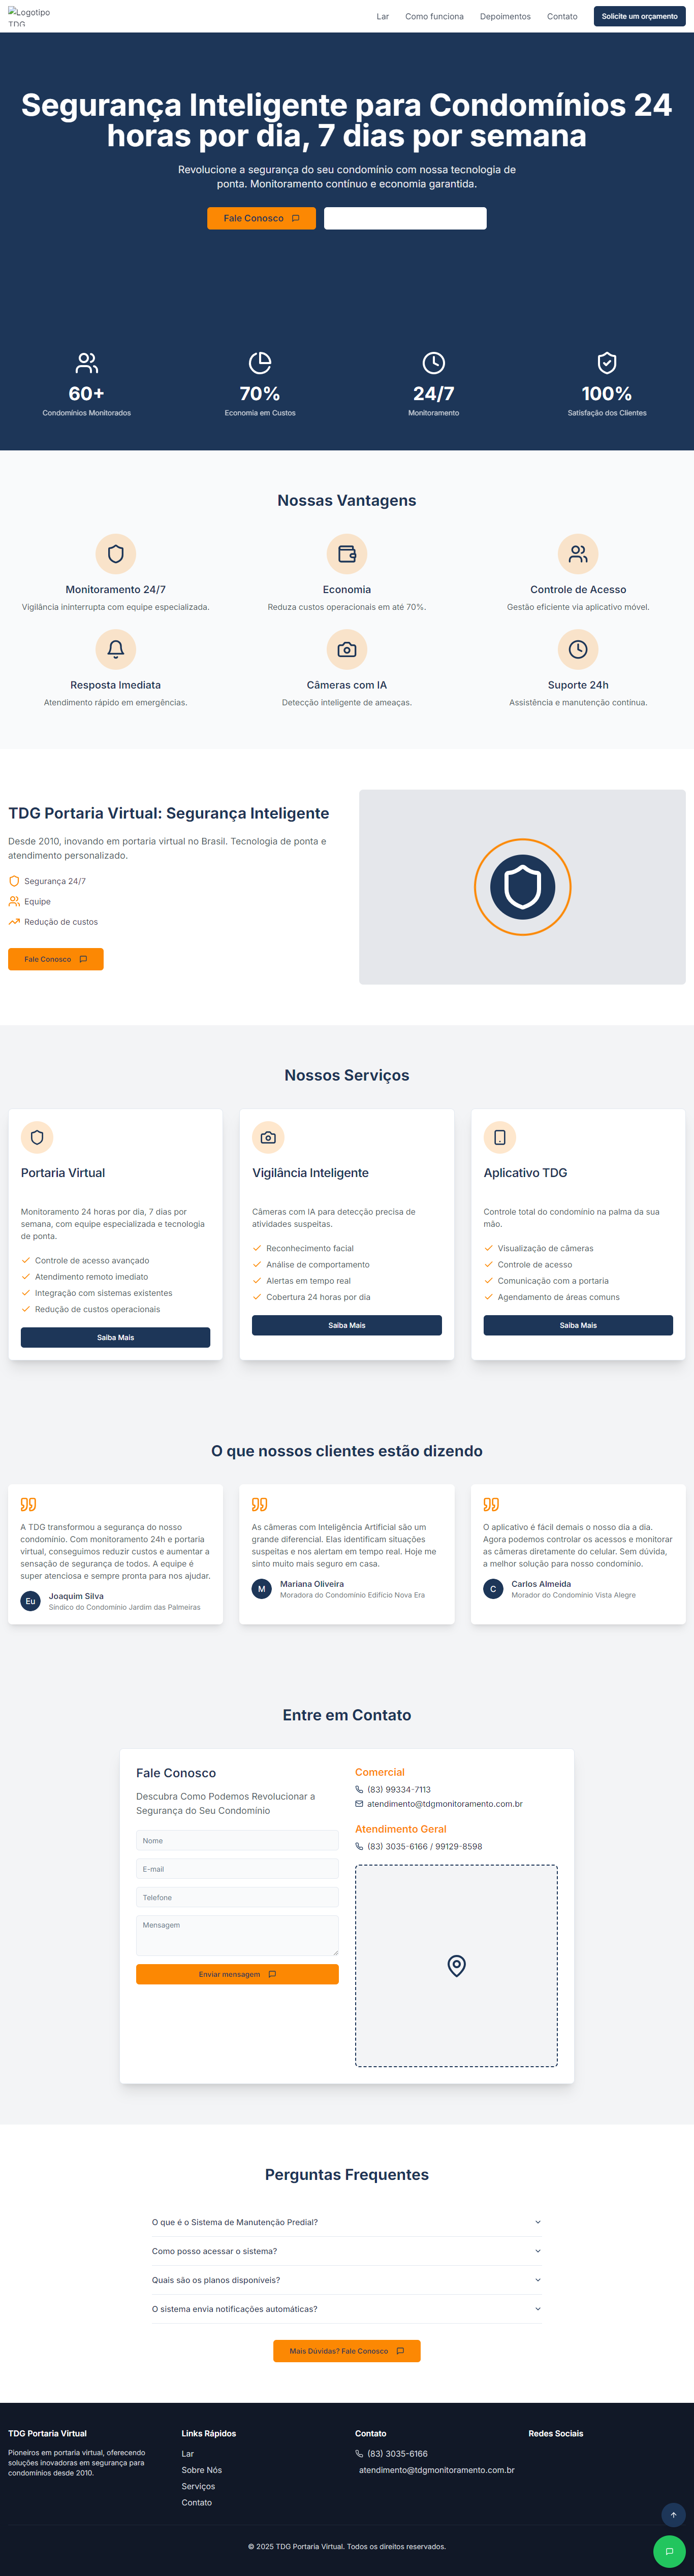 Logotipo
TDG
Lar
Como funciona
Depoimentos
Contato
Solicite um orçamento
Segurança Inteligente para Condomínios 24
horas por dia, 7 dias por semana
Revolucione a segurança do seu condomínio com nossa tecnologia de
ponta. Monitoramento contínuo e economia garantida.
Fale Conosco
60+
Condomínios Monitorados
70%
Economia em Custos
24/7
Monitoramento
100%
Satisfação dos Clientes
Nossas Vantagens
Monitoramento 24/7
Vigilância ininterrupta com equipe especializada.
Economia
Reduza custos operacionais em até 70%.
Controle de Acesso
Gestão eficiente via aplicativo móvel.
Resposta Imediata
Atendimento rápido em emergências.
Câmeras com IA
Detecção inteligente de ameaças.
Suporte 24h
Assistência e manutenção contínua.
TDG Portaria Virtual: Segurança Inteligente
Desde 2010, inovando em portaria virtual no Brasil. Tecnologia de ponta e
atendimento personalizado.
Segurança 24/7
Equipe
Redução de custos
Fale Conosco
Nossos Serviços
Portaria Virtual
Monitoramento 24 horas por dia, 7 dias por
semana, com equipe especializada e tecnologia
de ponta.
Controle de acesso avançado
Atendimento remoto imediato
Integração com sistemas existentes
Redução de custos operacionais
Saiba Mais
Vigilância Inteligente
Câmeras com IA para detecção precisa de
atividades suspeitas.
Reconhecimento facial
Análise de comportamento
Alertas em tempo real
Cobertura 24 horas por dia
Saiba Mais
Aplicativo TDG
Controle total do condomínio na palma da sua
mão.
Visualização de câmeras
Controle de acesso
Comunicação com a portaria
Agendamento de áreas comuns
Saiba Mais
O que nossos clientes estão dizendo
A TDG transformou a segurança do nosso
condomínio. Com monitoramento 24h e portaria
virtual, conseguimos reduzir custos e aumentar a
sensação de segurança de todos. A equipe é
super atenciosa e sempre pronta para nos ajudar.
Eu
Joaquim Silva
Síndico do Condomínio Jardim das Palmeiras
As câmeras com Inteligência Artificial são um
grande diferencial. Elas identificam situações
suspeitas e nos alertam em tempo real. Hoje me
sinto muito mais seguro em casa.
M
Mariana Oliveira
Moradora do Condomínio Edifício Nova Era
O aplicativo é fácil demais o nosso dia a dia.
Agora podemos controlar os acessos e monitorar
as câmeras diretamente do celular. Sem dúvida,
a melhor solução para nosso condomínio.
C
Carlos Almeida
Morador do Condomínio Vista Alegre
Entre em Contato
Fale Conosco
Descubra Como Podemos Revolucionar a
Segurança do Seu Condomínio
Nome
E-mail
Telefone
Mensagem
Enviar mensagem
Comercial
(83) 99334-7113
atendimento@tdgmonitoramento.com.br
Atendimento Geral
(83) 3035-6166 / 99129-8598
Perguntas Frequentes
O que é o Sistema de Manutenção Predial?
Como posso acessar o sistema?
Quais são os planos disponíveis?
O sistema envia notificações automáticas?
Mais Dúvidas? Fale Conosco
TDG Portaria Virtual
Pioneiros em portaria virtual, oferecendo
soluções inovadoras em segurança para
condomínios desde 2010.
Links Rápidos
Lar
Sobre Nós
Serviços
Contato
Contato
(83) 3035-6166
atendimento@tdgmonitoramento.com.br
Redes Sociais
© 2025 TDG Portaria Virtual. Todos os direitos reservados.